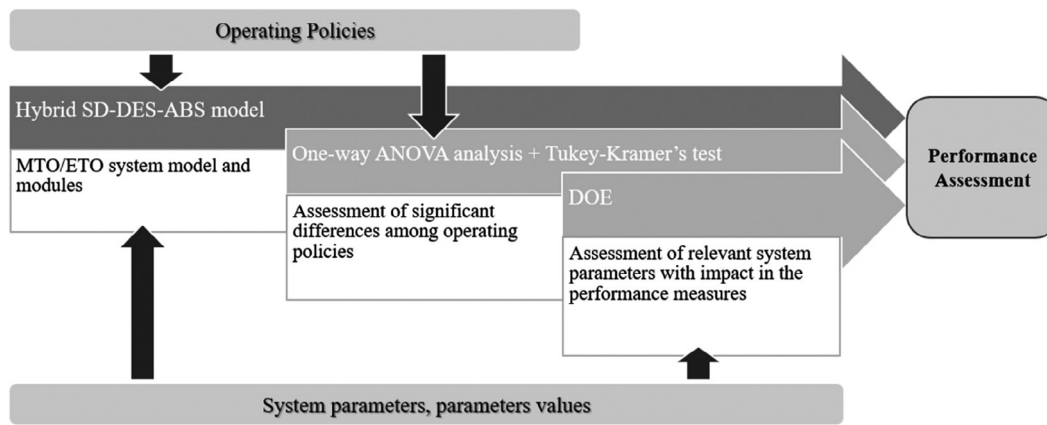 Operating Policies
Hybrid SD-DES-ABS model
MTO/ETO system model and
modules
One-way ANOVA analysis + Tukey-Kramer's test
Assessment of significant
differences among operating
policies
DOE
Assessment of relevant system
parameters with impact in the
performance measures
Performance
Assessment
System parameters, parameters values